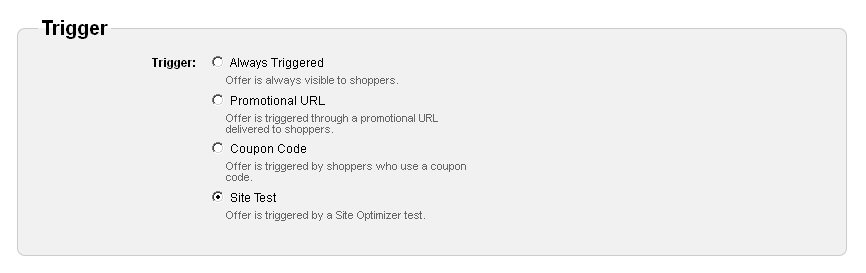 Trigger
Trigger: Always Triggered
Offer is always visible to shoppers.
Promotional URL
Offer is triggered through a promotional URL
delivered to shoppers.
Coupon Code
Offer is triggered by shoppers who use a coupon
code.
Site Test
Offer is triggered by a Site Optimizer test.